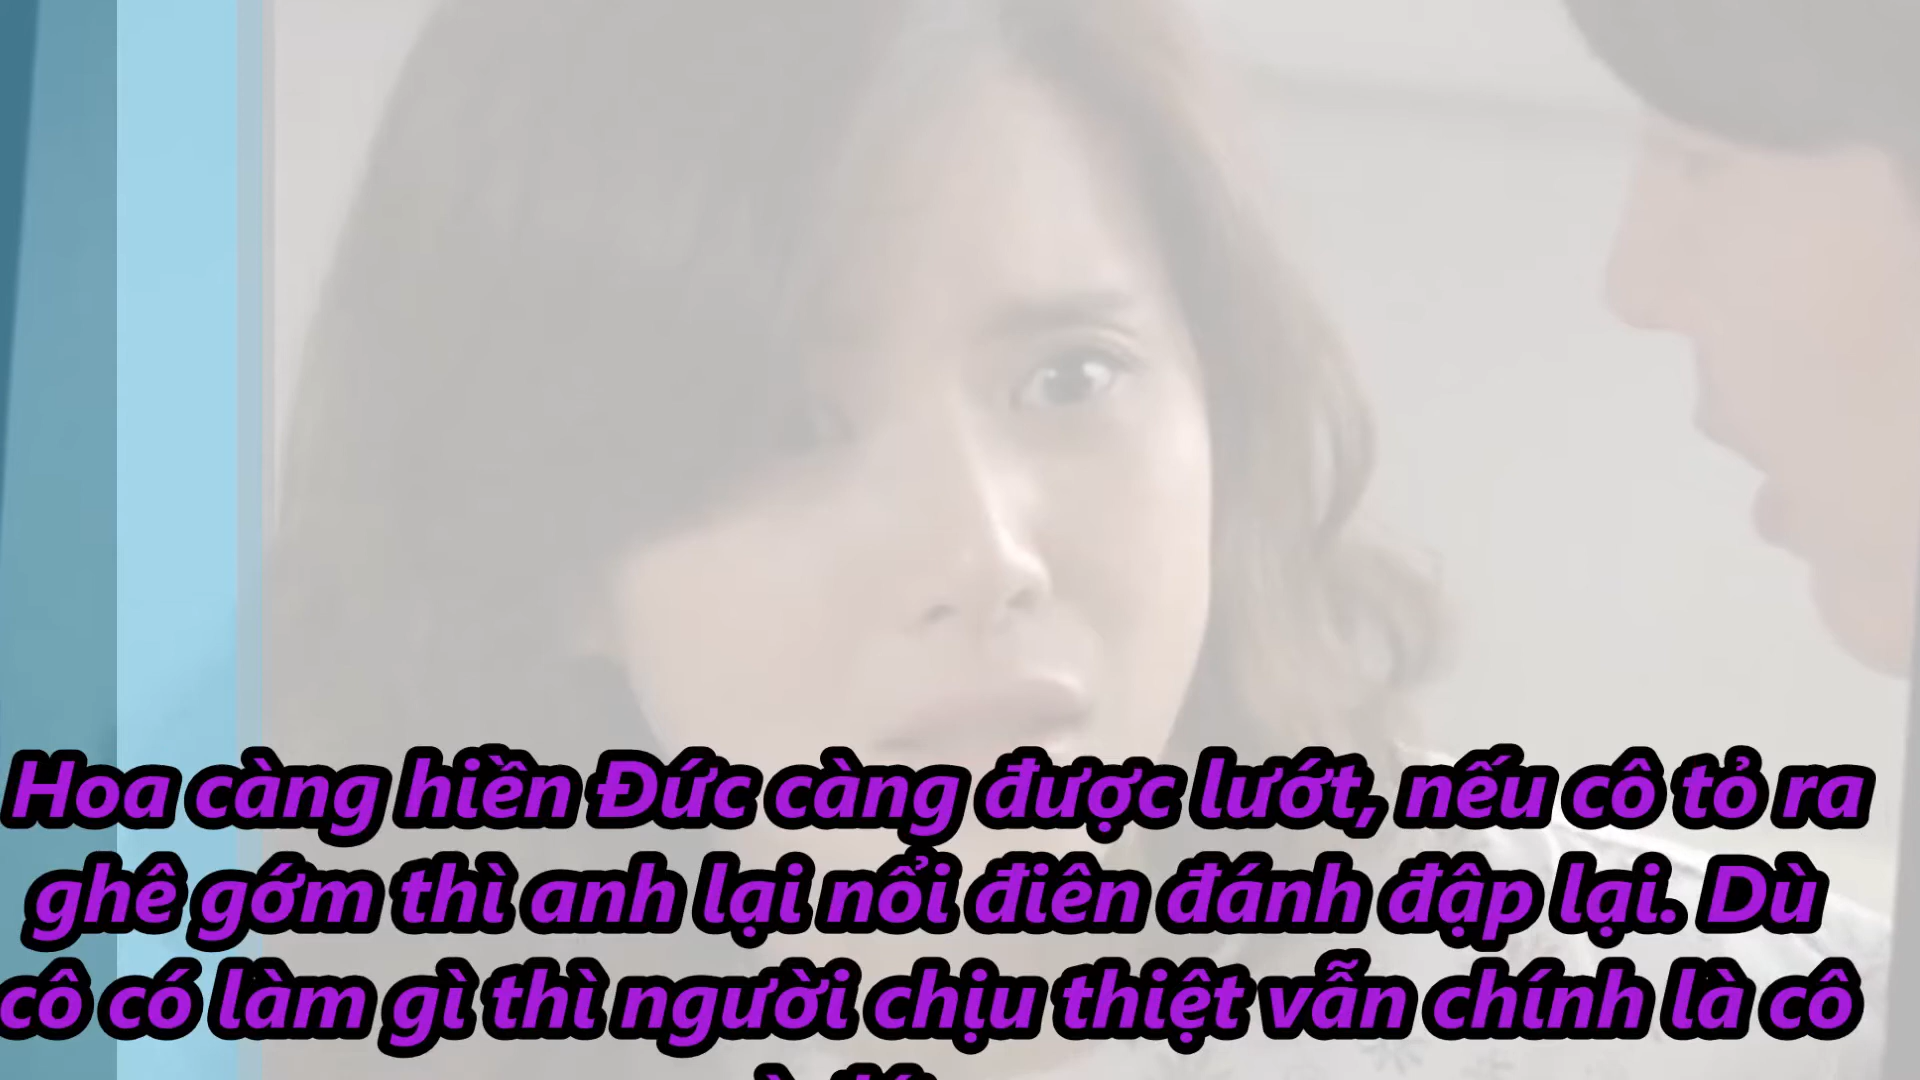 Hoa càng hiền Đức càng được lướt, nếu cô tỏ ra
ghê gớm thì anh lại nổi điên đánh đập lại. Dù
cô có làm gì thì người chịu thiệt vẫn chính là cô